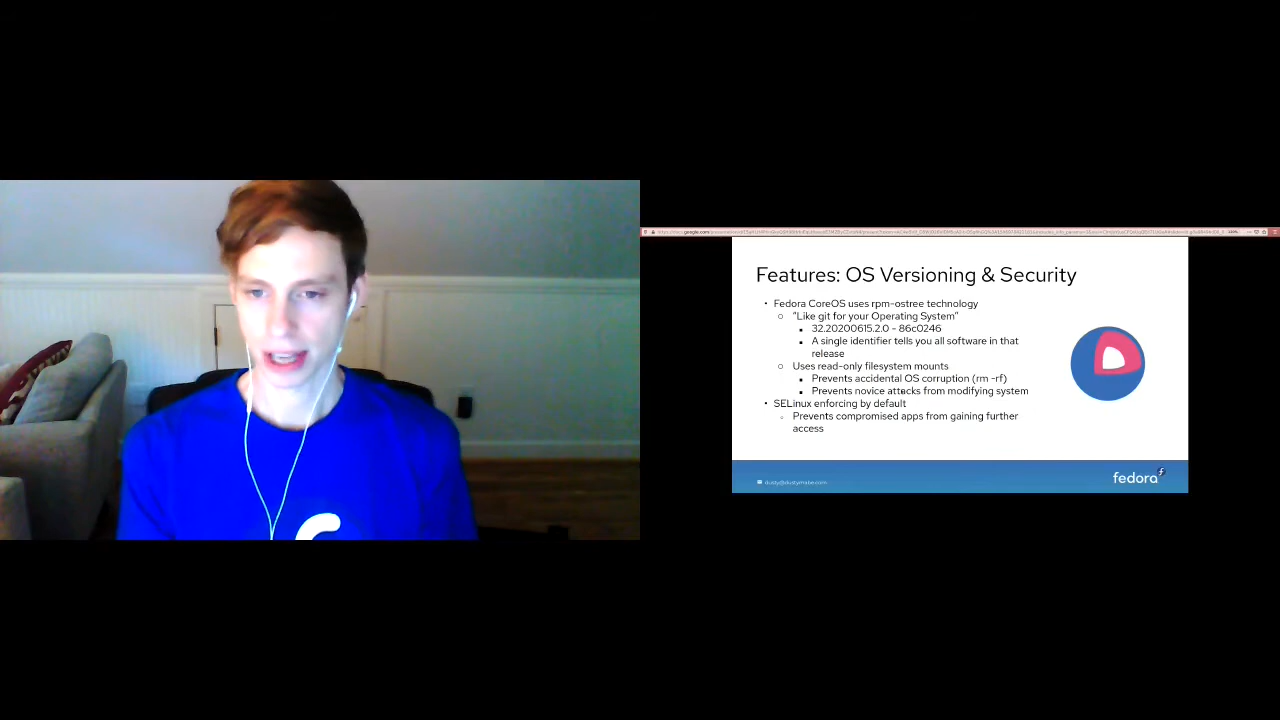 Features: OS Versioning & Security
• Fedora CoreOS uses rpm-ostree technology
○ “Like git for your Operating System”
▪ 32.20200615.2.0 - 86c0246
▪ A single identifier tells you all software in that
release
○ Uses read-only filesystem mounts
▪ Prevents accidental OS corruption (rm -rf)
▪ Prevents novice attacks from modifying system
• SELinux enforcing by default
○ Prevents compromised apps from gaining further
access
dusty@dustymabe.com
fedora